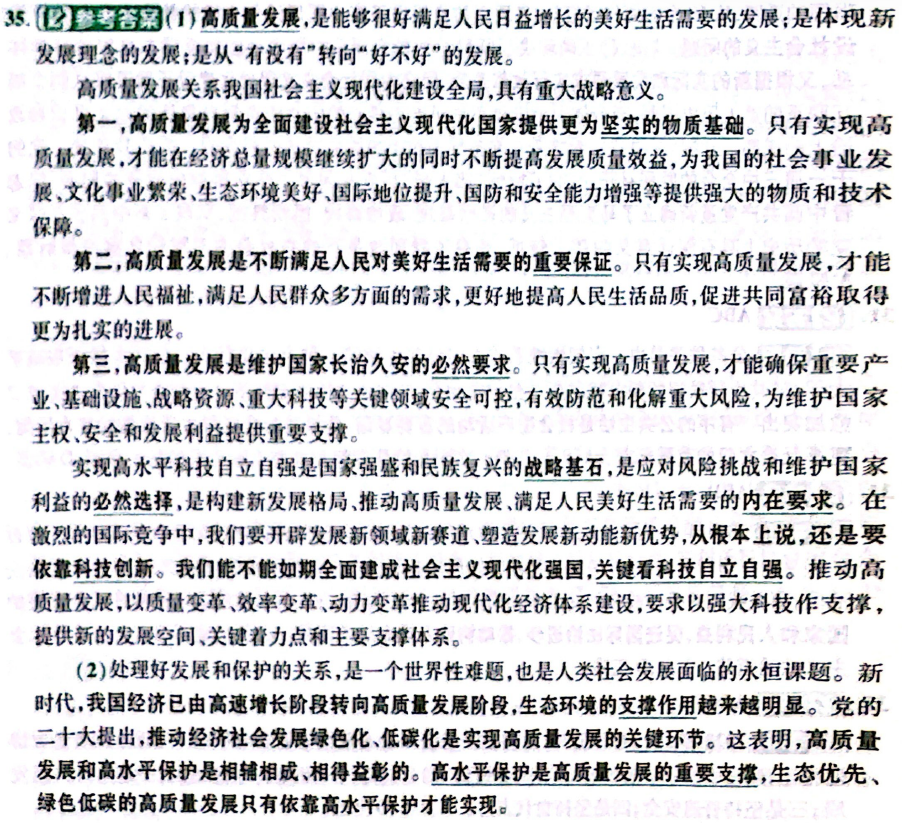 35.参考答案(1)高质量发展,是能够很好满足人民日益增长的美好生活需要的发展;是体现新
发展理念的发展;是从“有没有”转向“好不好”的发展。
高质量发展关系我国社会主义现代化建设全局,具有重大战略意义。
第一,高质量发展为全面建设社会主义现代化国家提供更为坚实的物质基础。只有实现高
质量发展,才能在经济总量规模继续扩大的同时不断提高发展质量效益,为我国的社会事业发
展、文化事业繁荣、生态环境美好、国际地位提升、国防和安全能力增强等提供强大的物质和技术
保障。
第二,高质量发展是不断满足人民对美好生活需要的重要保证。只有实现高质量发展,才能
不断增进人民福祉,满足人民群众多方面的需求,更好地提高人民生活品质,促进共同富裕取得
更为扎实的进展。
第三,高质量发展是维护国家长治久安的必然要求。只有实现高质量发展,才能确保重要产
业、基础设施、战略资源、重大科技等关键领域安全可控,有效防范和化解重大风险,为维护国家
主权、安全和发展利益提供重要支撑。
实现高水平科技自立自强是国家强盛和民族复兴的战略基石,是应对风险挑战和维护国家
利益的必然选择,是构建新发展格局、推动高质量发展、满足人民美好生活需要的内在要求。在
激烈的国际竞争中,我们要开辟发展新领域新赛道、塑造发展新动能新优势,从根本上说,还是要
依靠科技创新。我们能不能如期全面建成社会主义现代化强国,关键看科技自立自强。推动高
质量发展,以质量变革、效率变革、动力变革推动现代化经济体系建设,要求以强大科技作支撑,
提供新的发展空间、关键着力点和主要支撑体系。
(2)处理好发展和保护的关系,是一个世界性难题,也是人类社会发展面临的永恒课题。新
时代,我国经济已由高速增长阶段转向高质量发展阶段,生态环境的支撑作用越来越明显。党的
二十大提出,推动经济社会发展绿色化、低碳化是实现高质量发展的关键环节。这表明,高质量
发展和高水平保护是相辅相成、相得益彰的。高水平保护是高质量发展的重要支撑,生态优先、
绿色低碳的高质量发展只有依靠高水平保护才能实现。